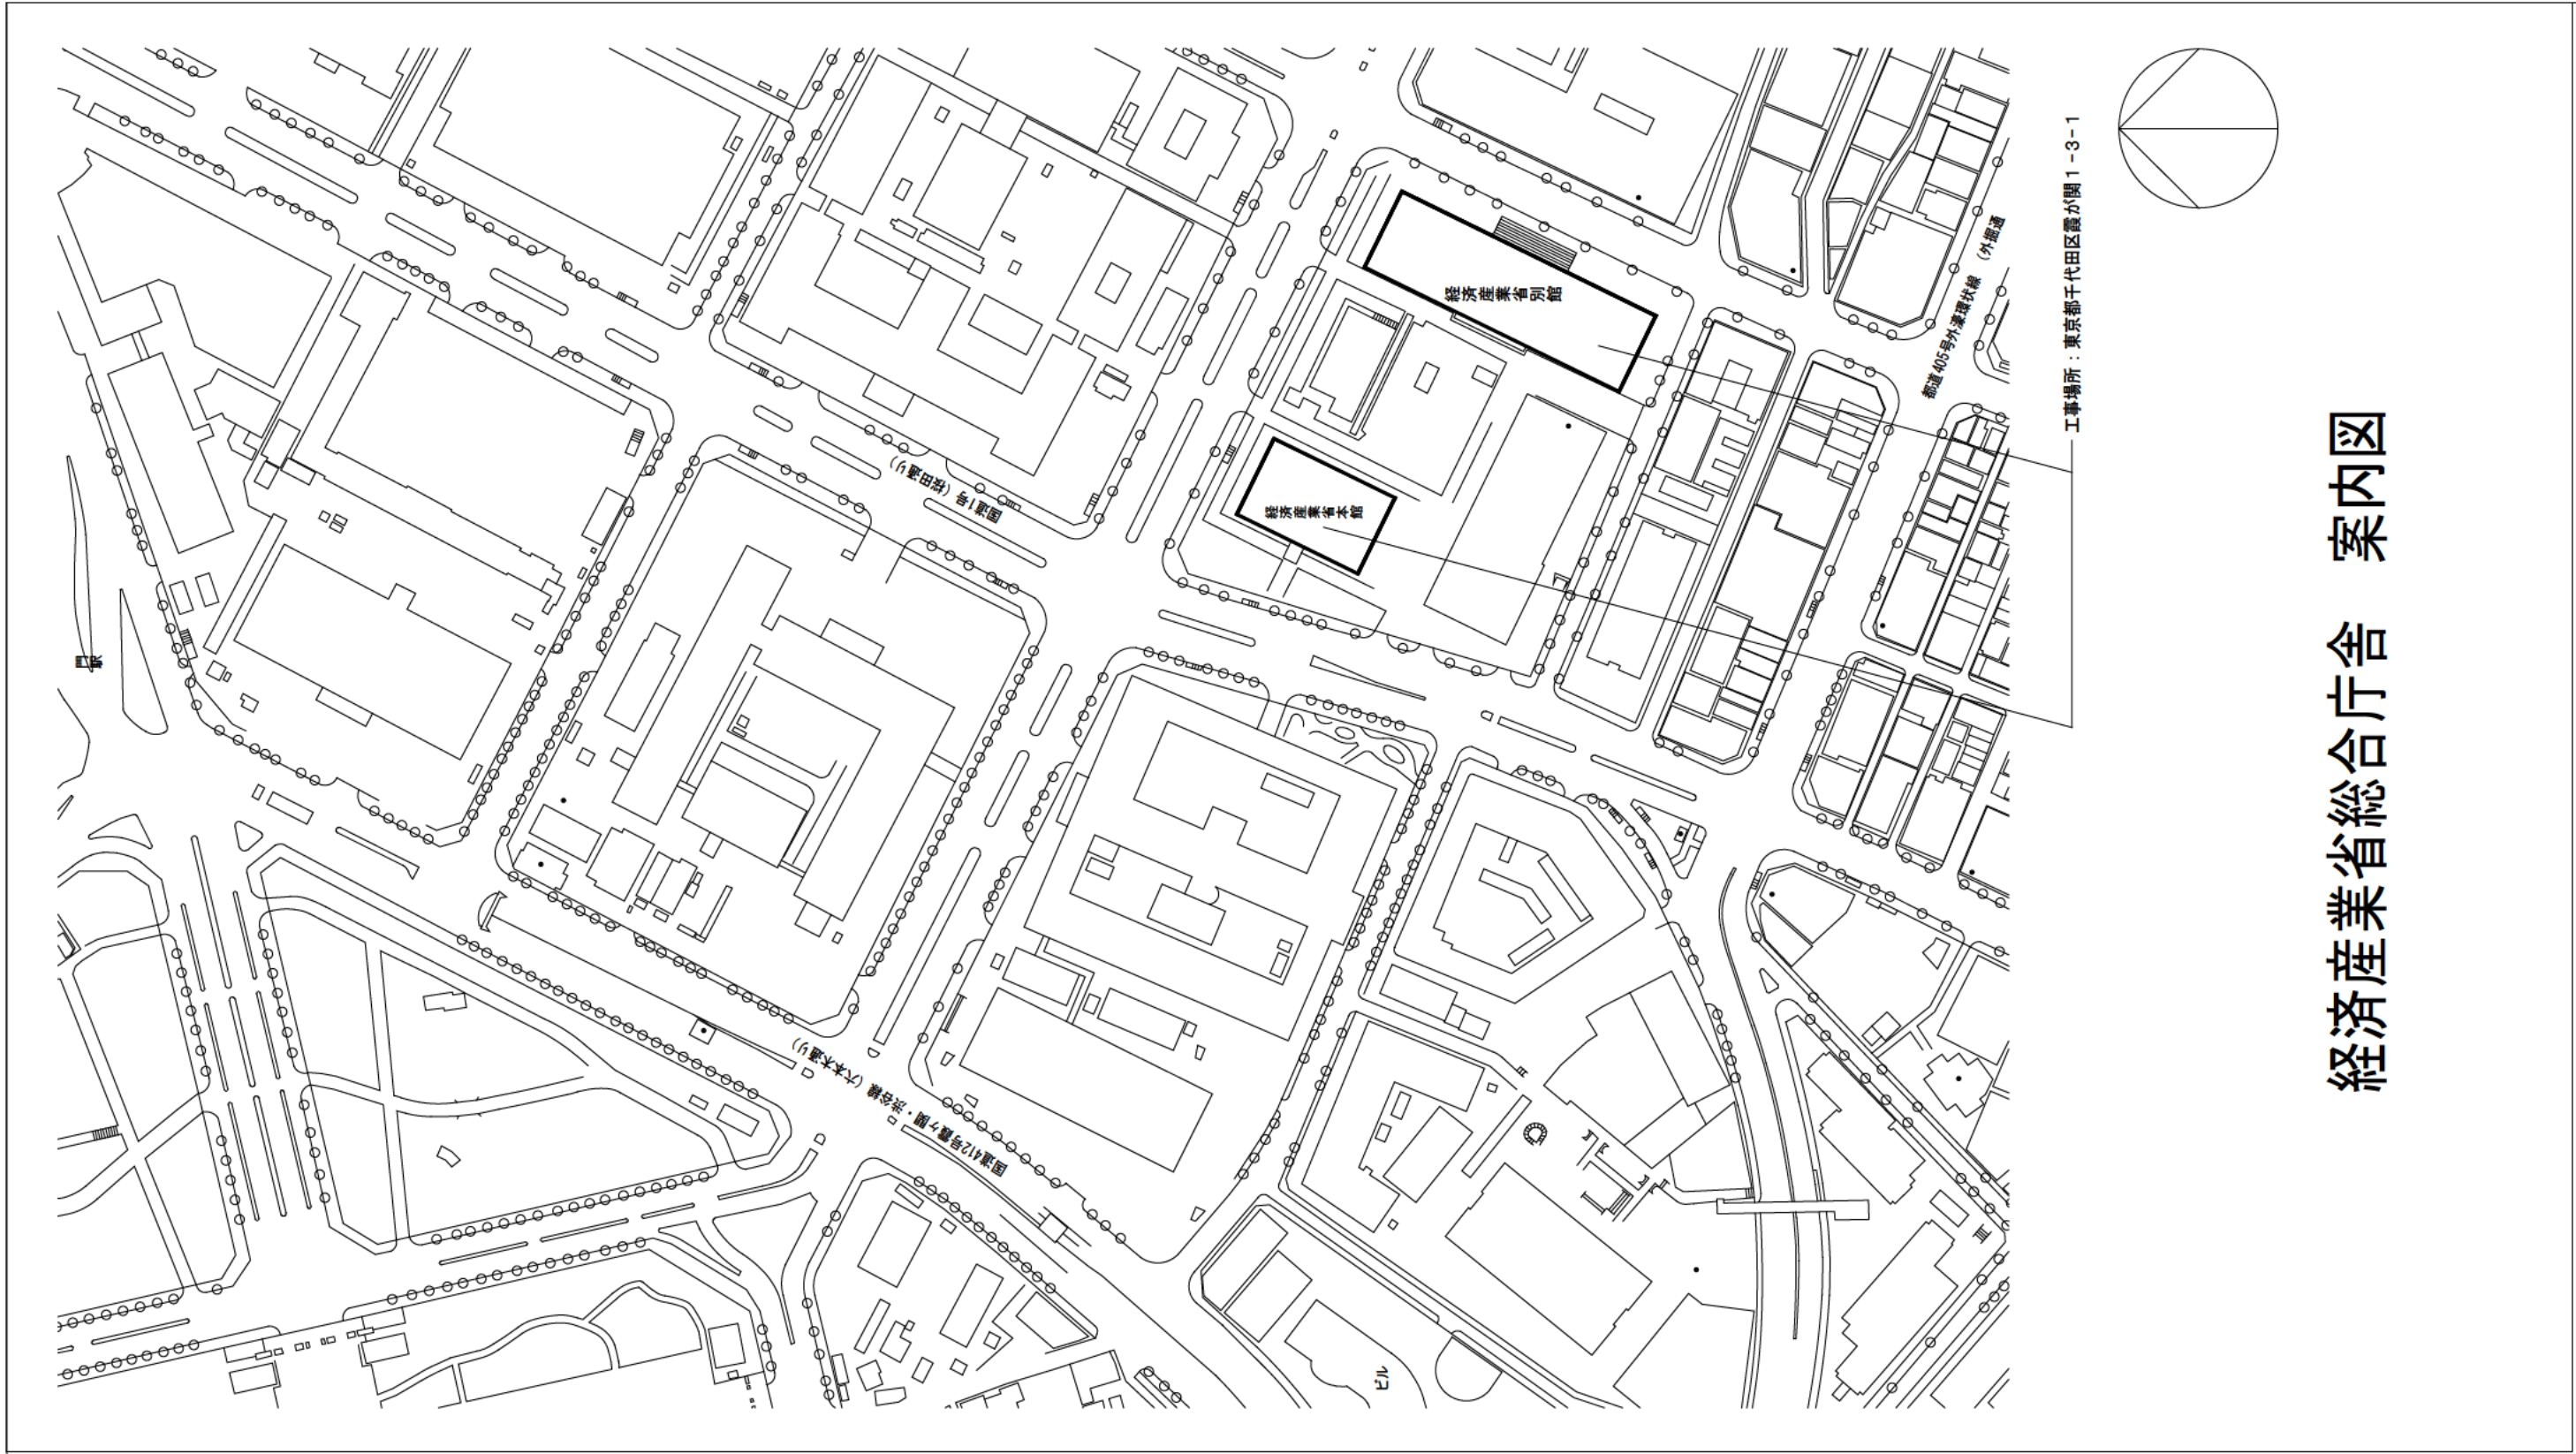 経済産業省総合庁舎　案内図
工事場所：東京都千代田区霞が関1-3-1
経済産業省別館
経済産業省本館
国道1号（桜田通り）
国道412号霞ヶ関・渋谷線（六本木通り）
都道405号外濠環状線（外堀通
門駅
ビル